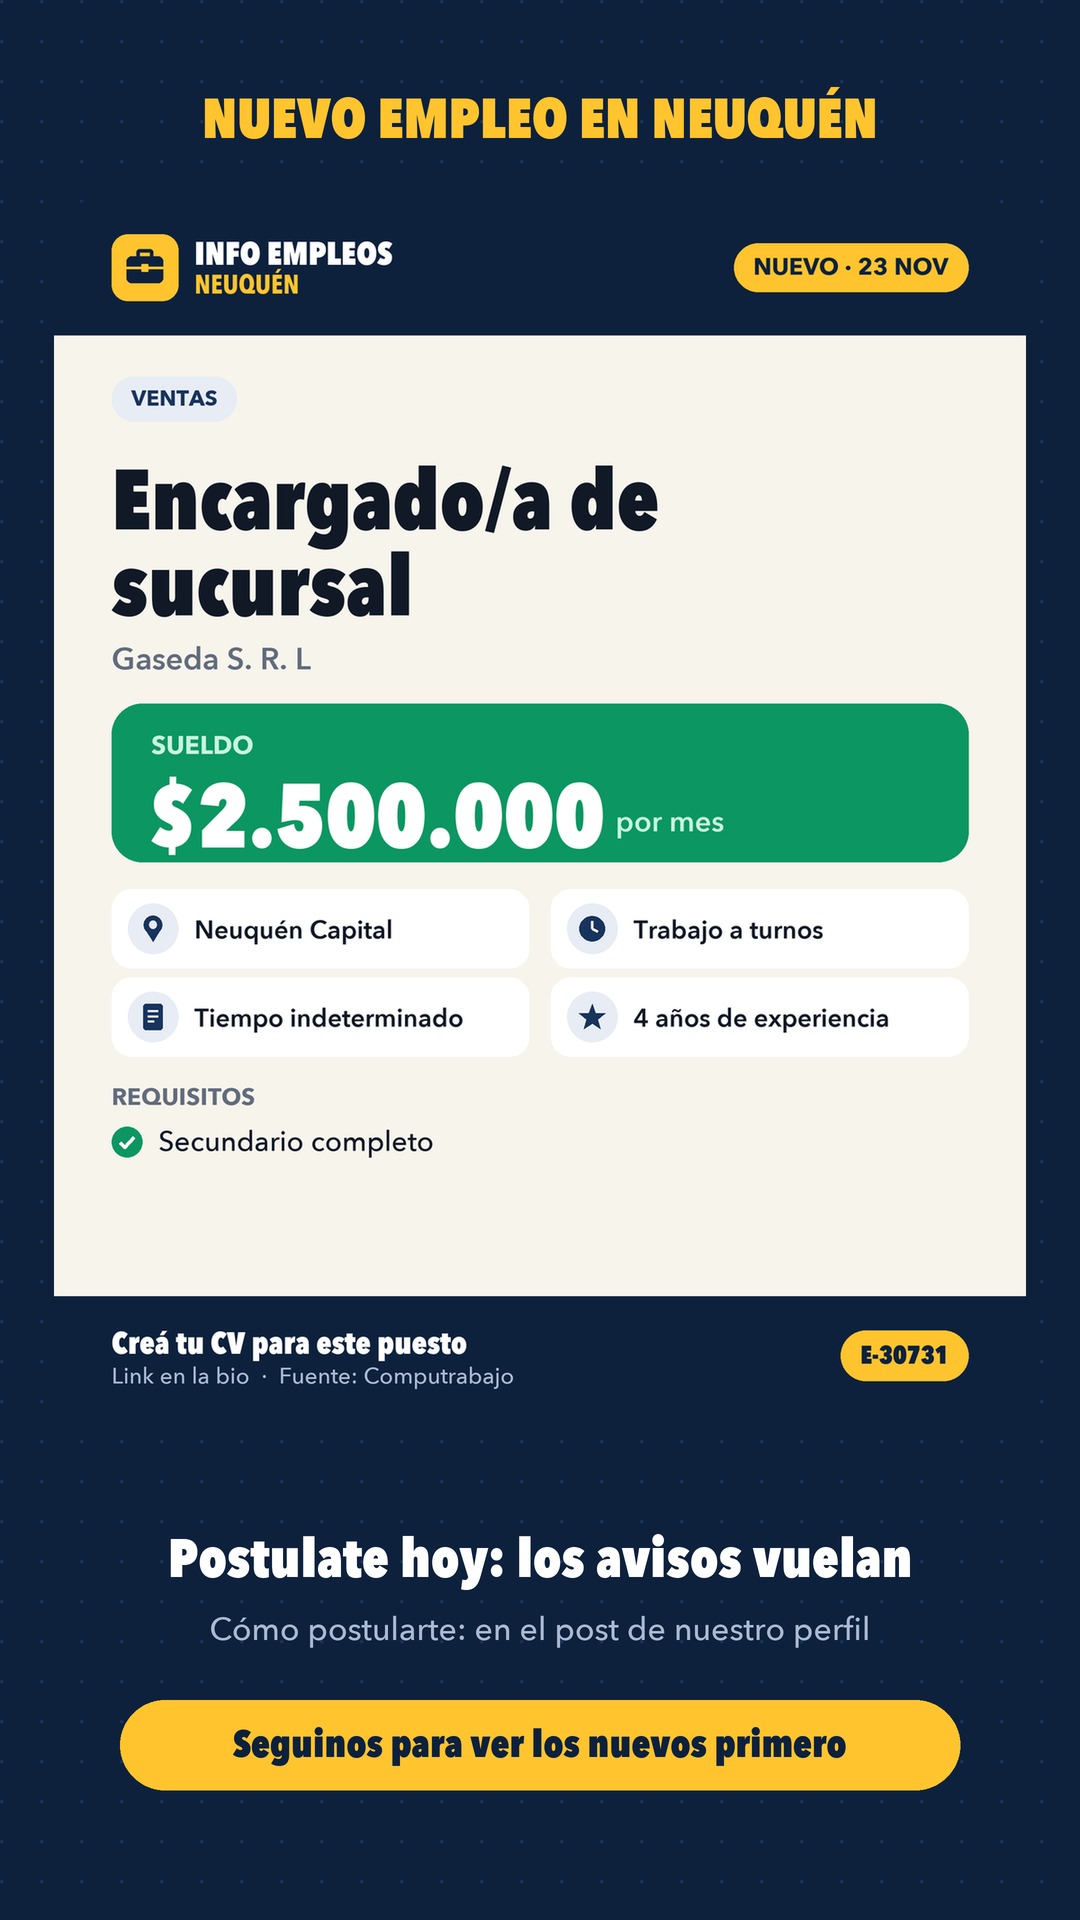 NUEVO EMPLEO EN NEUQUÉN
INFO EMPLEOS
NEUQUÉN
NUEVO · 23 NOV
VENTAS
Encargado/a de
sucursal
Gaseda S. R. L
SUELDO
$2.500.000 por mes
Neuquén Capital
Trabajo a turnos
Tiempo indeterminado
4 años de experiencia
REQUISITOS
Secundario completo
Creá tu CV para este puesto
Link en la bio · Fuente: Computrabajo
E-30731
Postulate hoy: los avisos vuelan
Cómo postularte: en el post de nuestro perfil
Seguinos para ver los nuevos primero